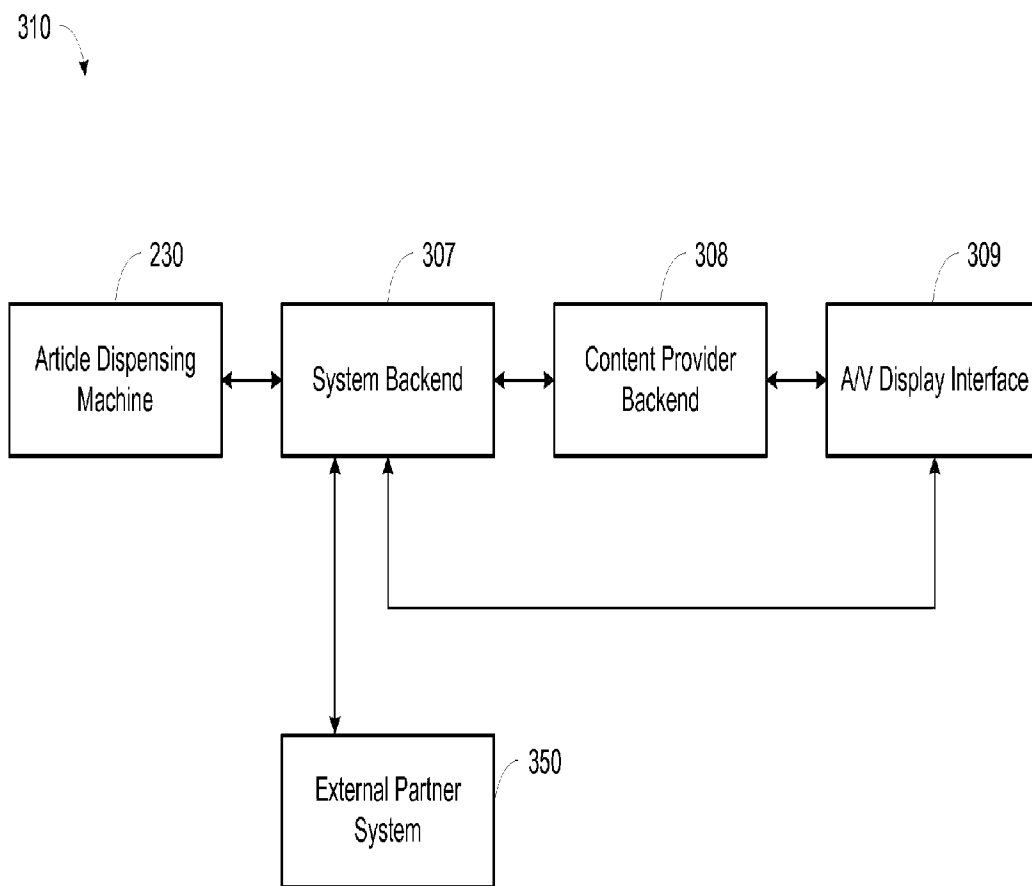 310
230
307
308
309
Article Dispensing
Machine
System Backend
Content Provider
Backend
A/V Display Interface
350
External Partner
System